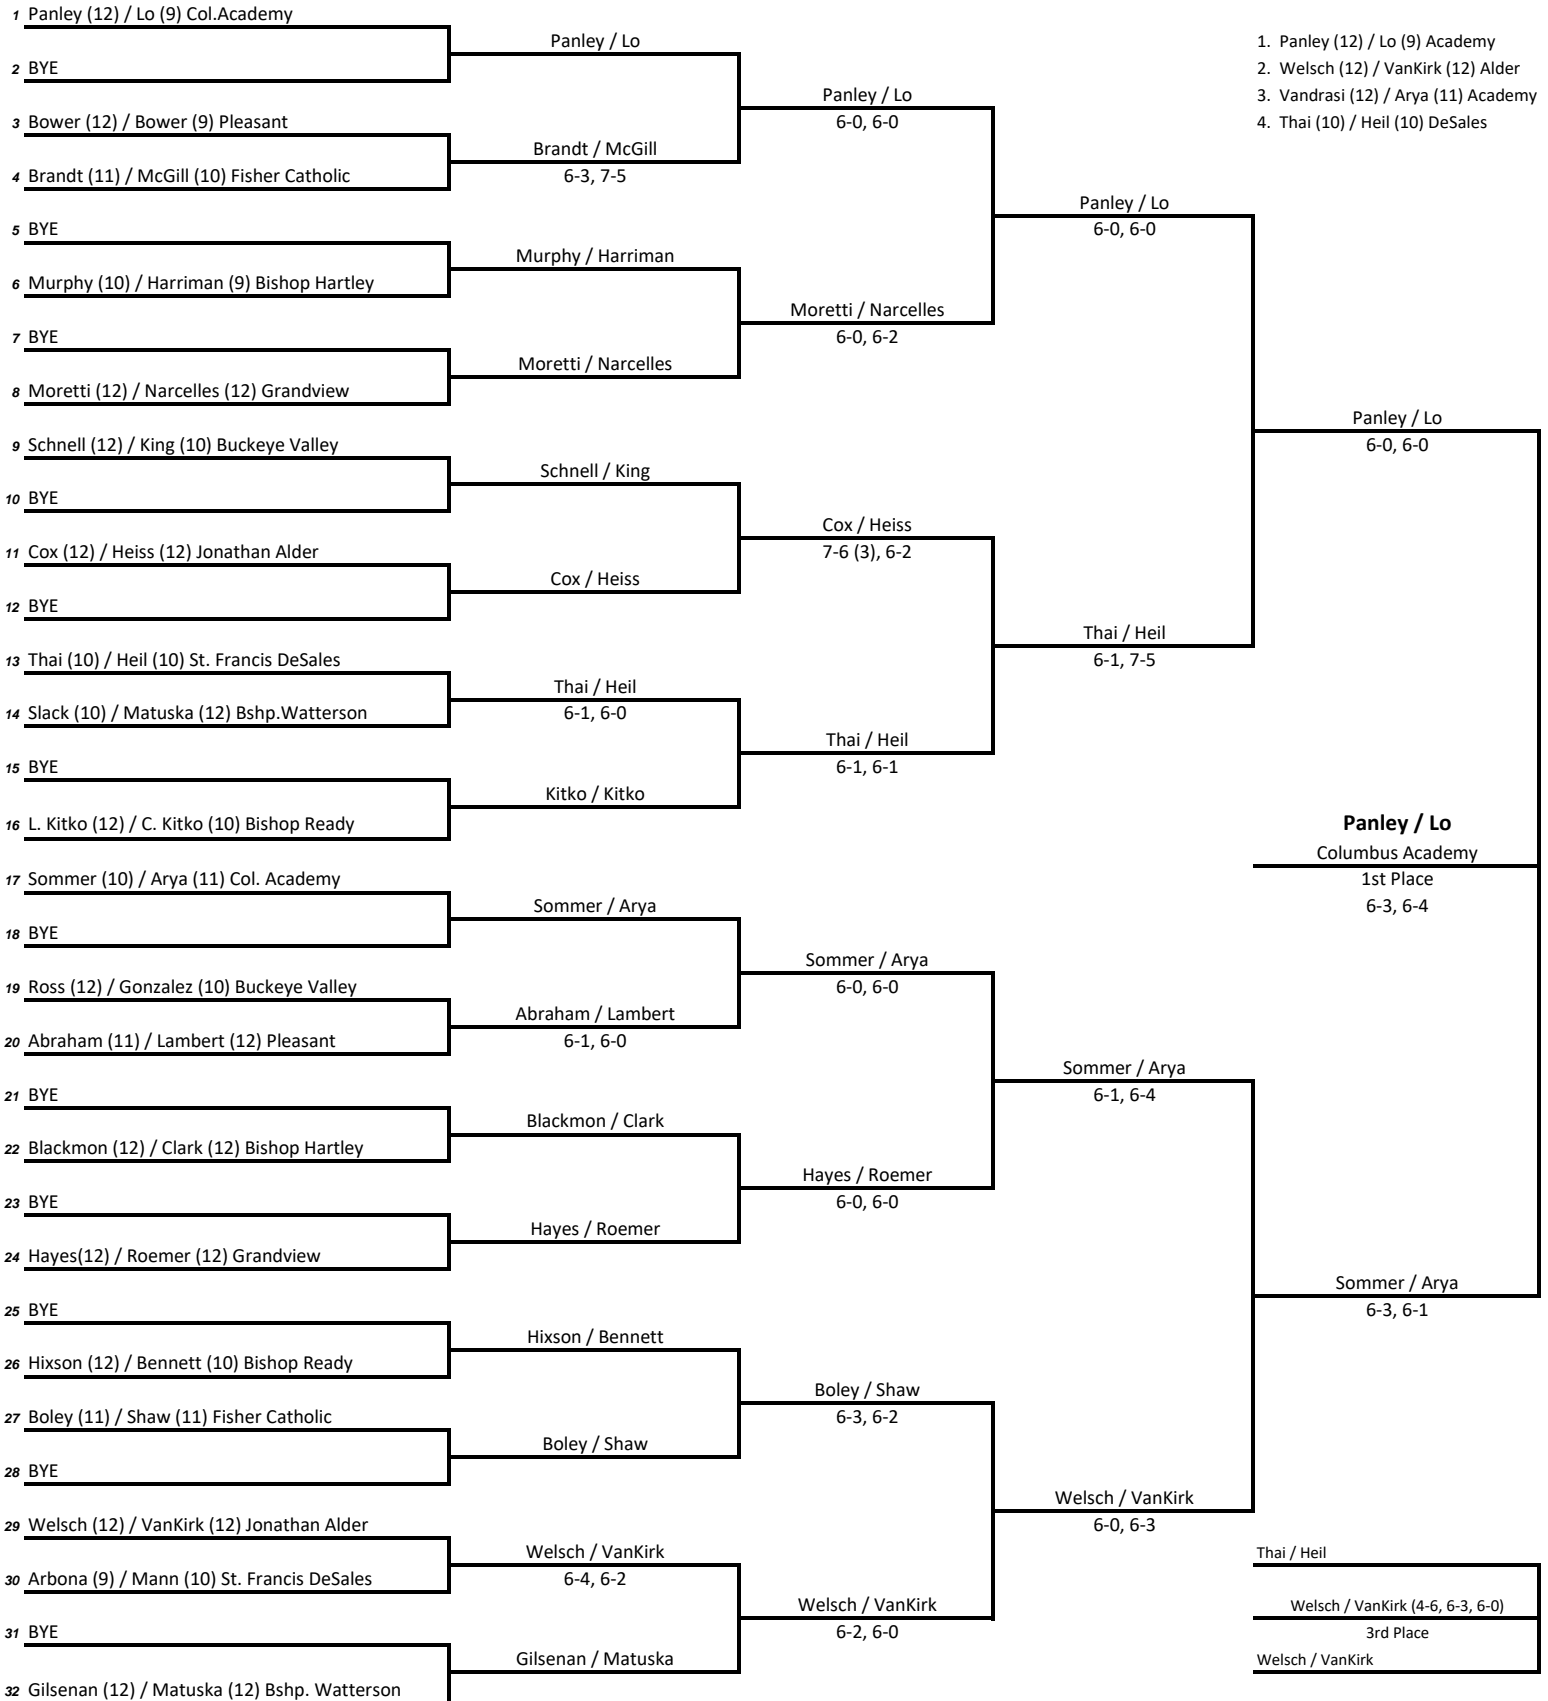 1 Panley (12) / Lo (9) Col.Academy
2 BYE
3 Bower (12) / Bower (9) Pleasant
4 Brandt (11) / McGill (10) Fisher Catholic
5 BYE
6 Murphy (10) / Harriman (9) Bishop Hartley
7 BYE
8 Moretti (12) / Narcelles (12) Grandview
9 Schnell (12) / King (10) Buckeye Valley
10 BYE
11 Cox (12) / Heiss (12) Jonathan Alder
12 BYE
13 Thai (10) / Heil (10) St. Francis DeSales
14 Slack (10) / Matuska (12) Bshp.Watterson
15 BYE
16 L. Kitko (12) / C. Kitko (10) Bishop Ready
17 Sommer (10) / Arya (11) Col. Academy
18 BYE
19 Ross (12) / Gonzalez (10) Buckeye Valley
20 Abraham (11) / Lambert (12) Pleasant
21 BYE
22 Blackmon (12) / Clark (12) Bishop Hartley
23 BYE
24 Hayes(12) / Roemer (12) Grandview
25 BYE
26 Hixson (12) / Bennett (10) Bishop Ready
27 Boley (11) / Shaw (11) Fisher Catholic
28 BYE
29 Welsch (12) / VanKirk (12) Jonathan Alder
30 Arbona (9) / Mann (10) St. Francis DeSales
31 BYE
32 Gilsenan (12) / Matuska (12) Bshp. Watterson
Panley / Lo
Brandt / McGill
6-3, 7-5
Murphy / Harriman
Moretti / Narcelles
Schnell / King
Cox / Heiss
Thai / Heil
6-1, 6-0
Kitko / Kitko
Sommer / Arya
Abraham / Lambert
6-1, 6-0
Blackmon / Clark
Hayes / Roemer
Hixson / Bennett
Boley / Shaw
Welsch / VanKirk
6-4, 6-2
Gilsenan / Matuska
Panley / Lo
6-0, 6-0
Moretti / Narcelles
6-0, 6-2
Cox / Heiss
7-6 (3), 6-2
Thai / Heil
6-1, 6-1
Sommer / Arya
6-0, 6-0
Hayes / Roemer
6-0, 6-0
Boley / Shaw
6-3, 6-2
Welsch / VanKirk
6-2, 6-0
Panley / Lo
6-0, 6-0
Thai / Heil
6-1, 7-5
Sommer / Arya
6-1, 6-4
Welsch / VanKirk
6-0, 6-3
1. Panley (12) / Lo (9) Academy
2. Welsch (12) / VanKirk (12) Alder
3. Vandrasi (12) / Arya (11) Academy
4. Thai (10) / Heil (10) DeSales
Panley / Lo
6-0, 6-0
Panley / Lo
Columbus Academy
1st Place
6-3, 6-4
Sommer / Arya
6-3, 6-1
Thai / Heil
Welsch / VanKirk (4-6, 6-3, 6-0)
3rd Place
Welsch / VanKirk